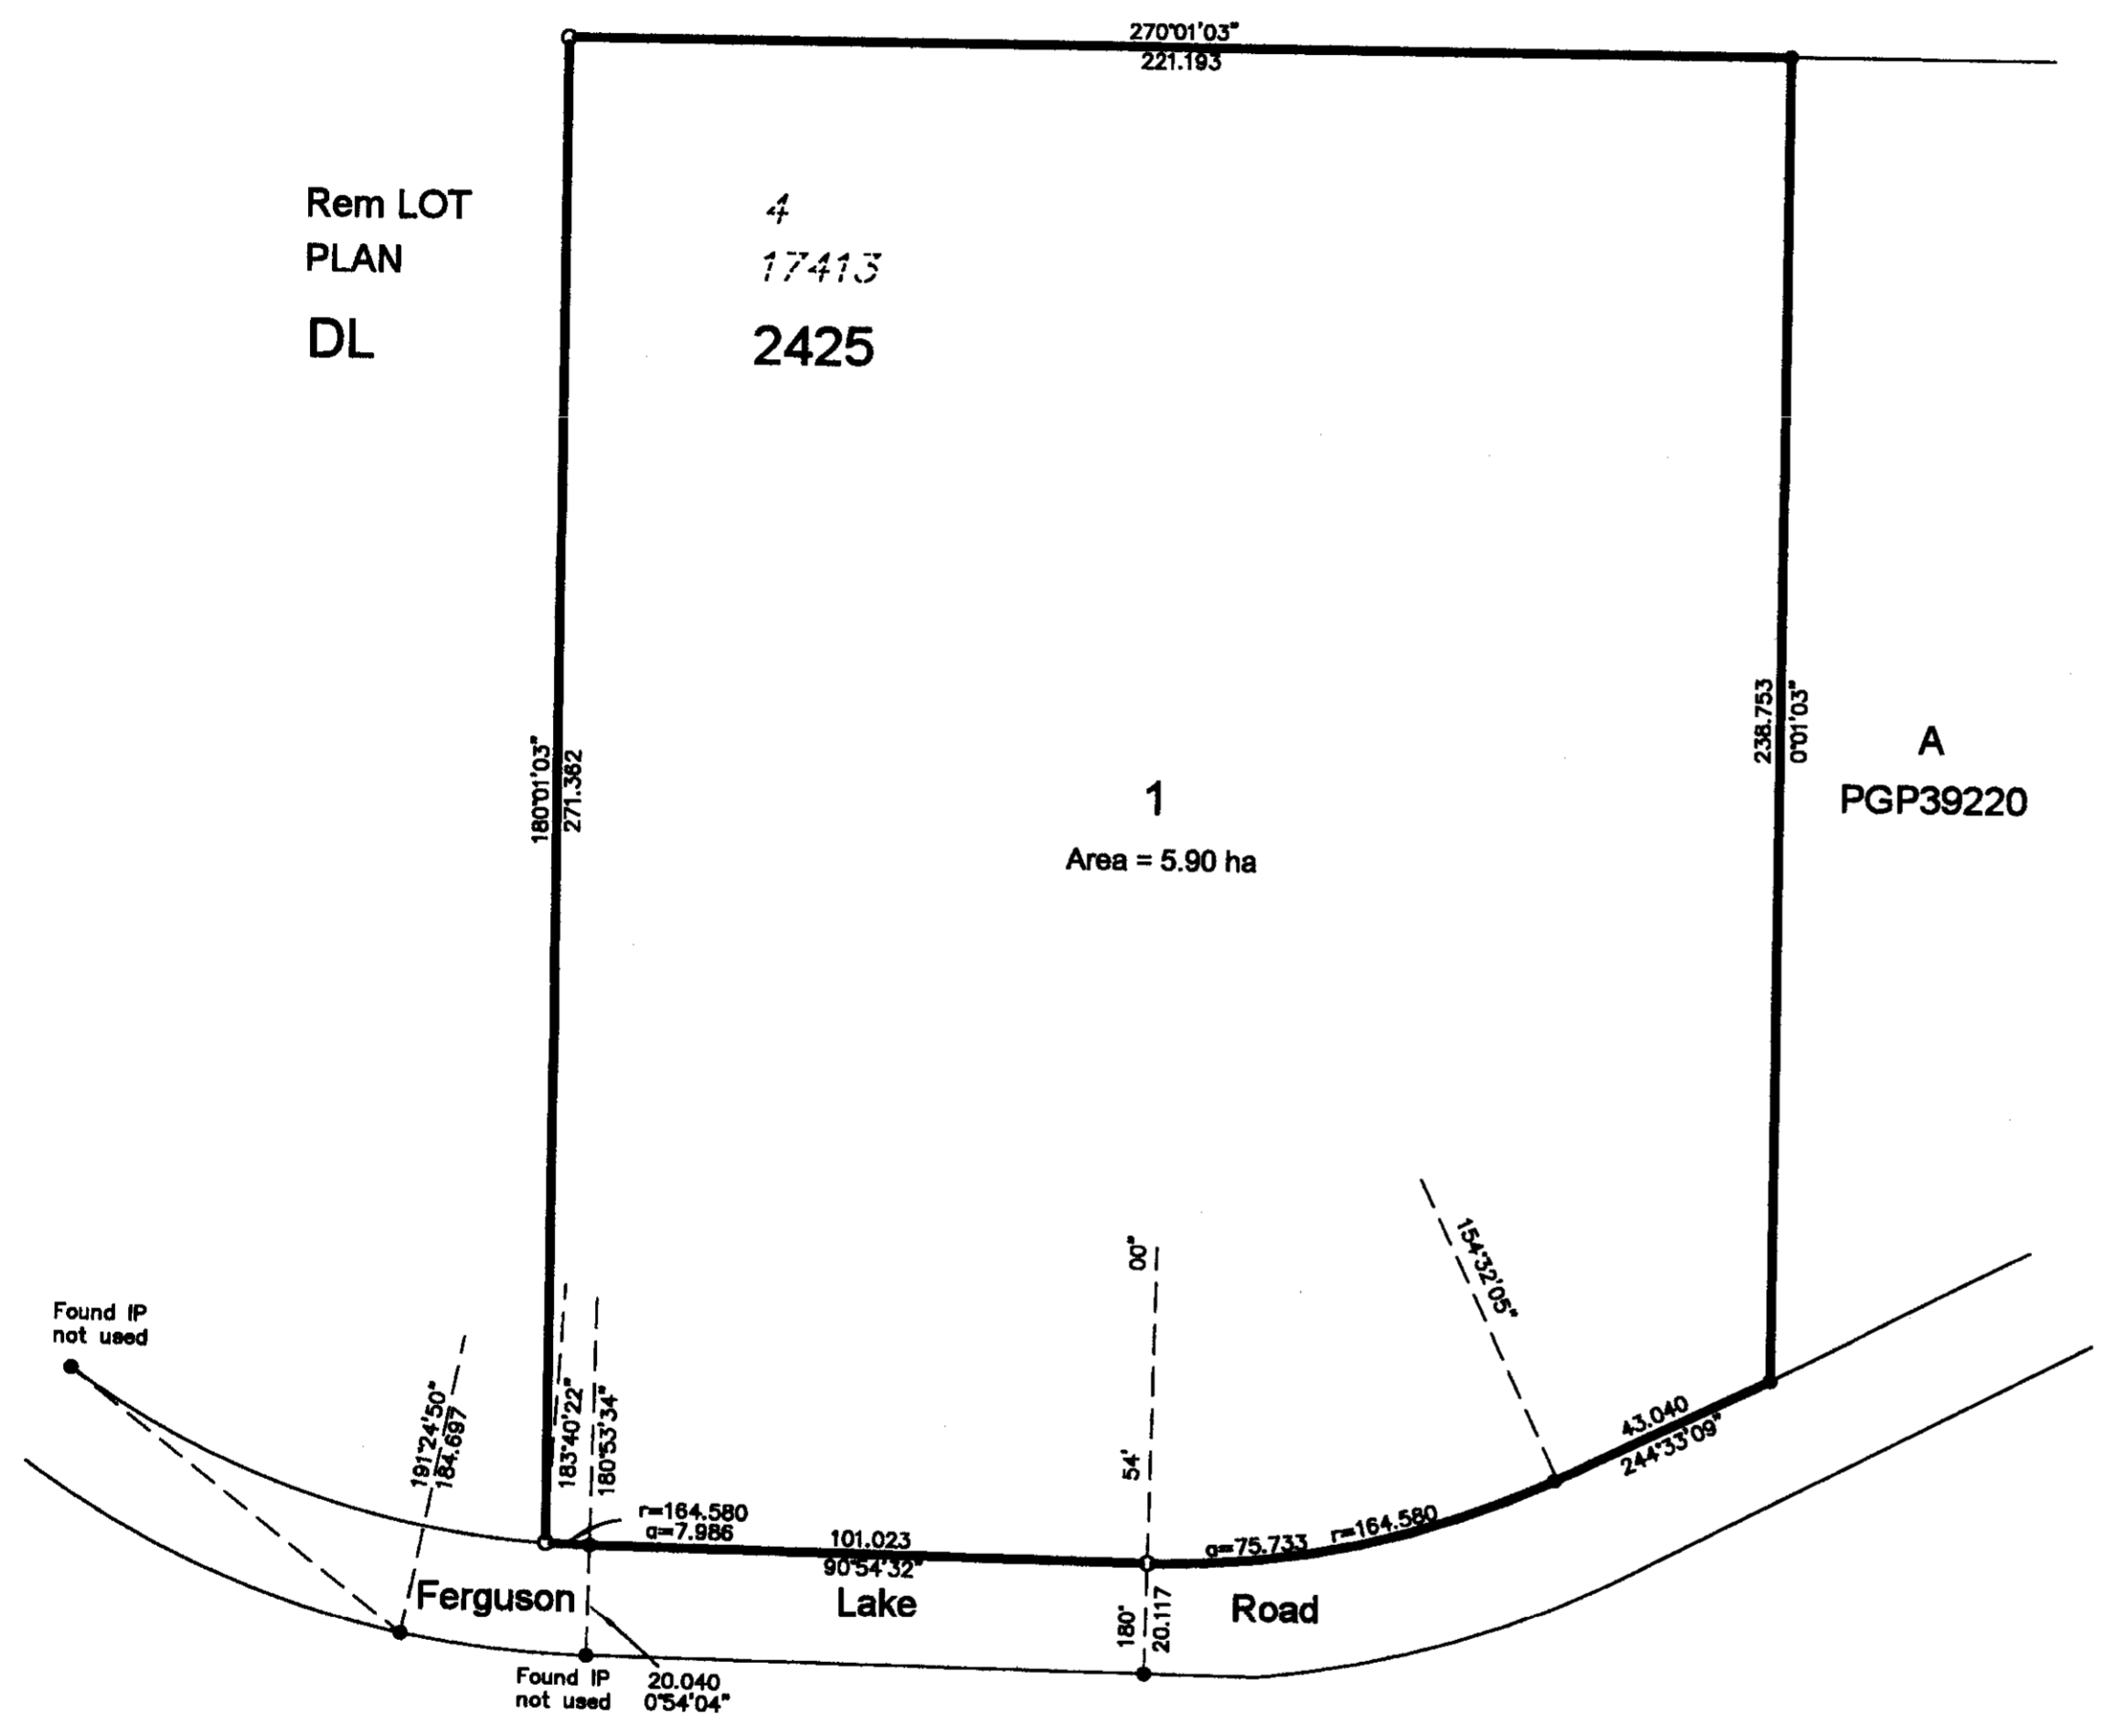 270°01'03"
221.193
Rem LOT 4
PLAN 17413
DL 2425
180°01'03"
271.362
238.753
0°01'03"
A
PGP39220
1
Area = 5.90 ha
Found IP
not used
191°24'50"
184.697
183°40'22"
180°53'34"
180° 54' 00"
20.117
154°32'05"
43.040
244°33'09"
r=164.580
a=7.986
101.023
90°54'32"
a=75.733 r=164.580
Ferguson Lake Road
Found IP
not used
20.040
0°54'04"